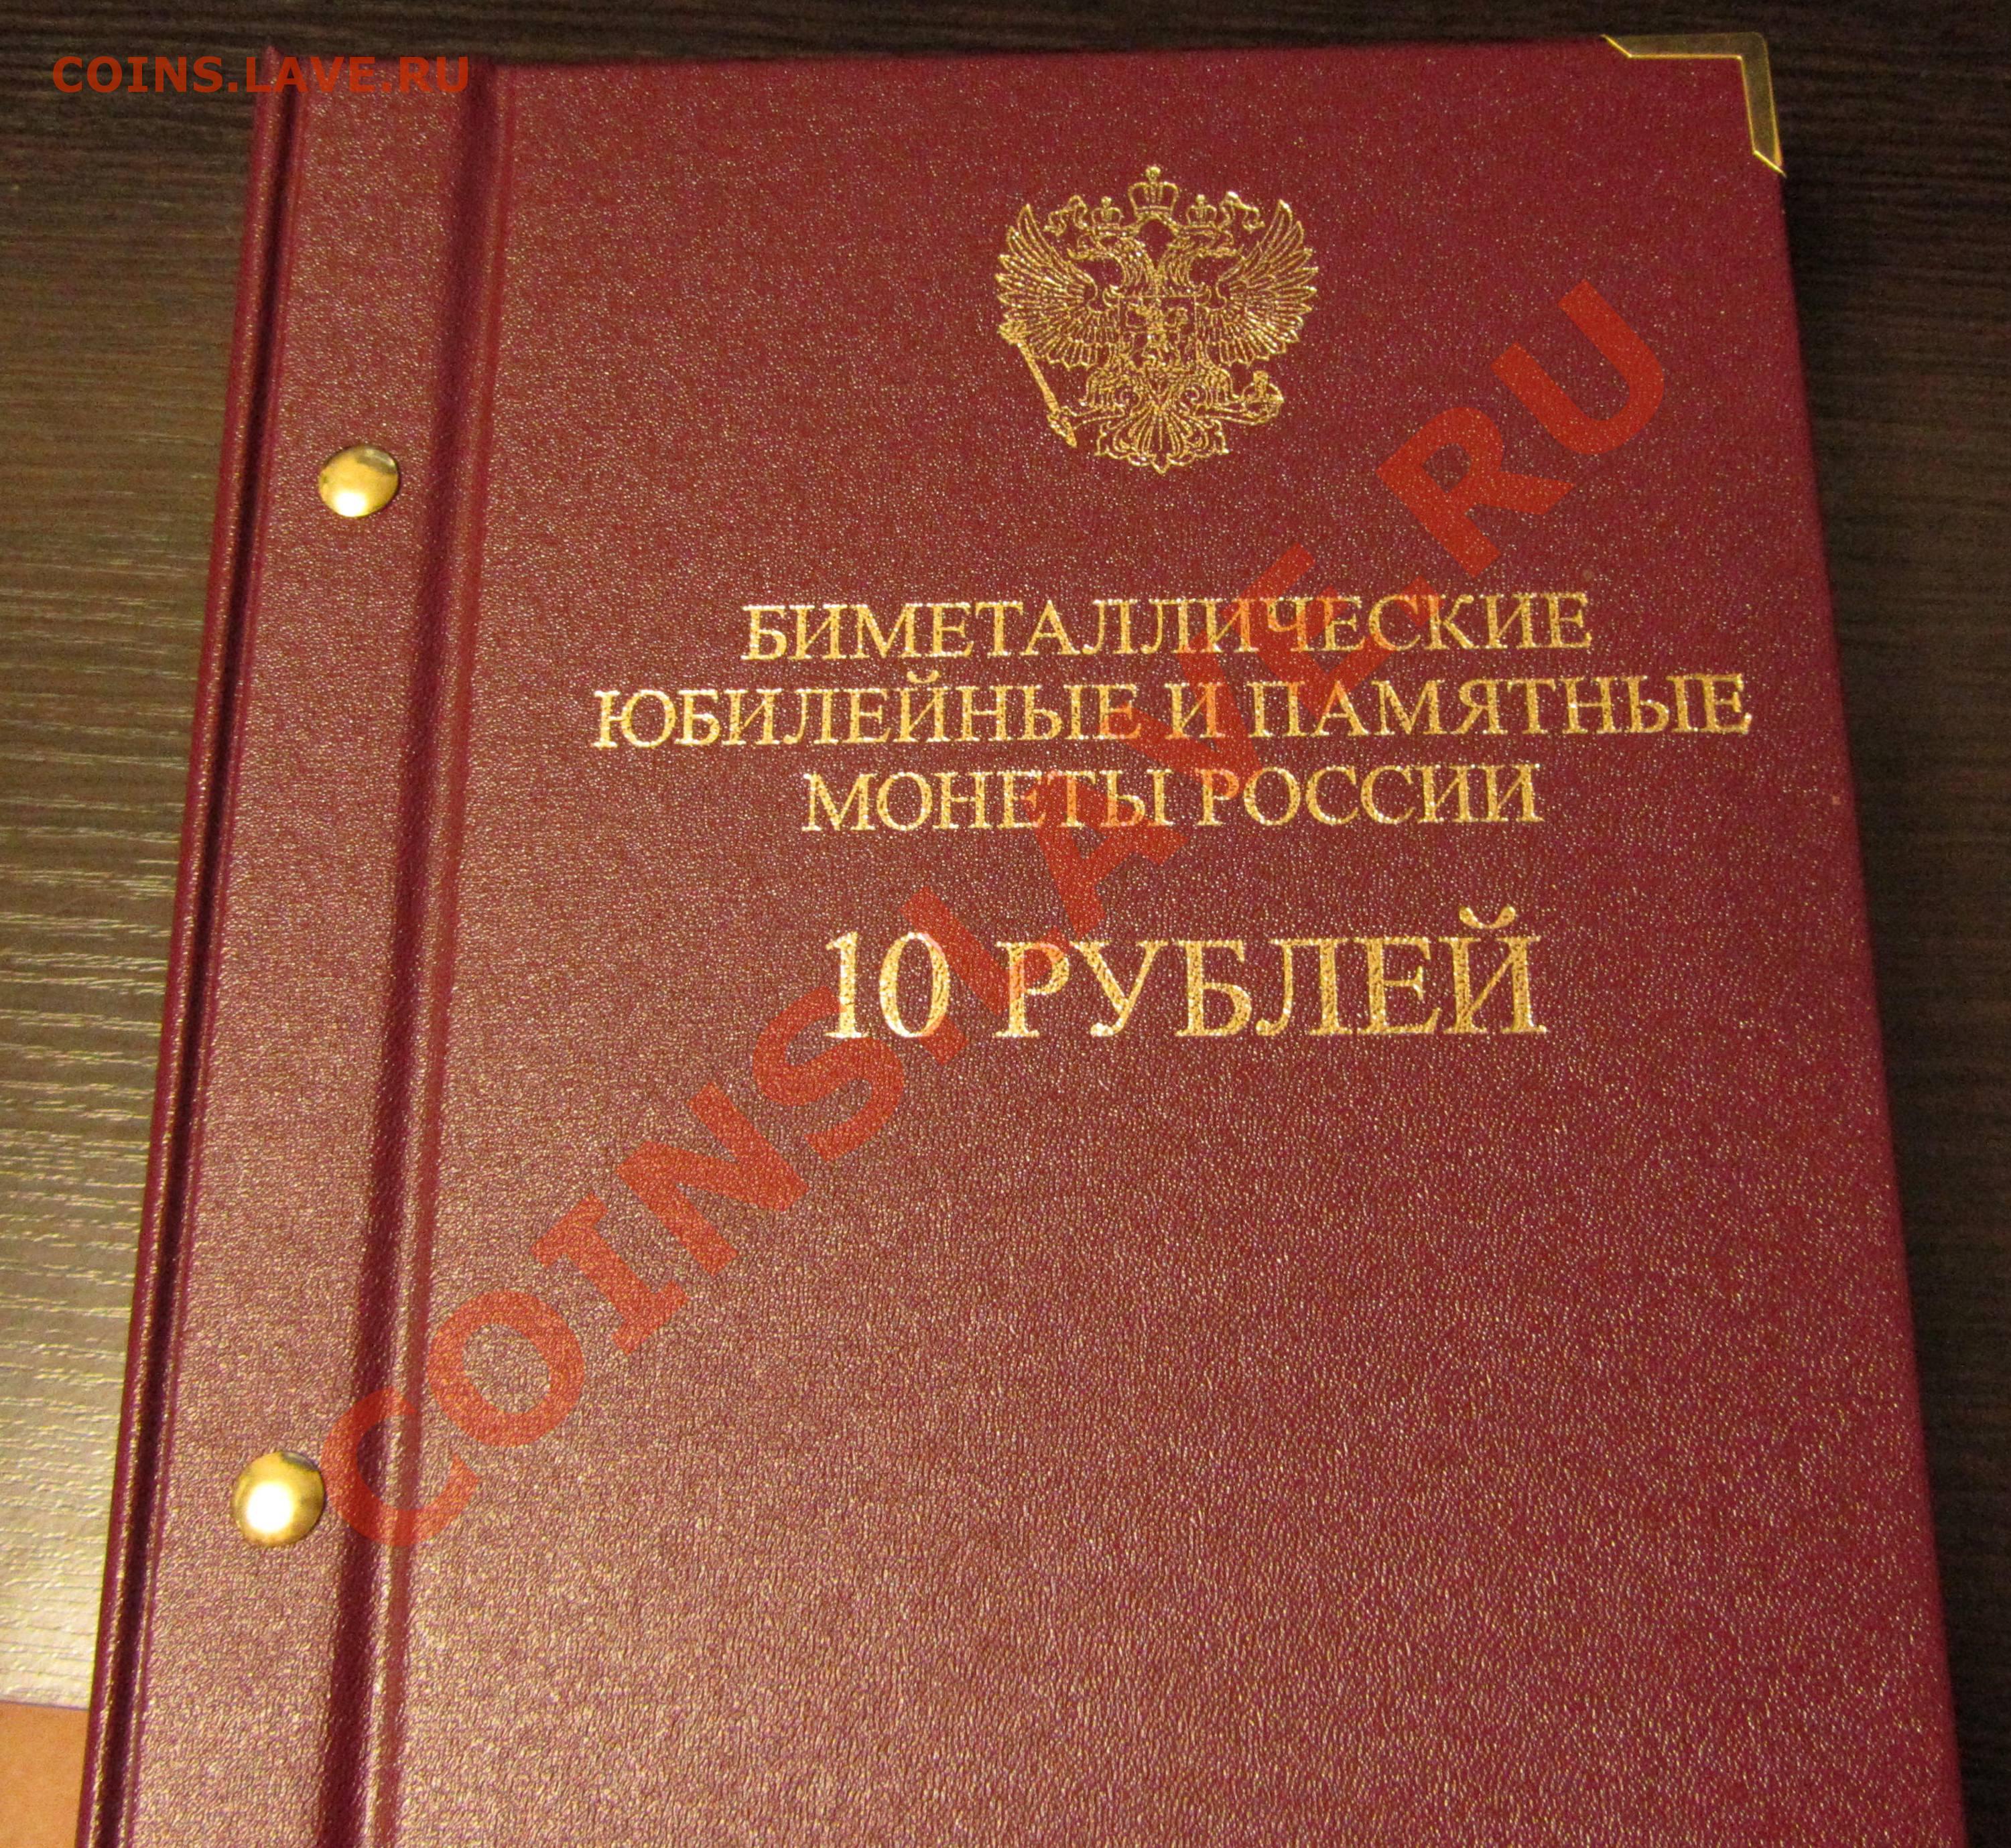 COINS.LAVE.RU
БИМЕТАЛЛИЧЕСКИЕ
ЮБИЛЕЙНЫЕ И ПАМЯТНЫЕ
МОНЕТЫ РОССИИ
10 РУБЛЕЙ
COINS.LAVE.RU